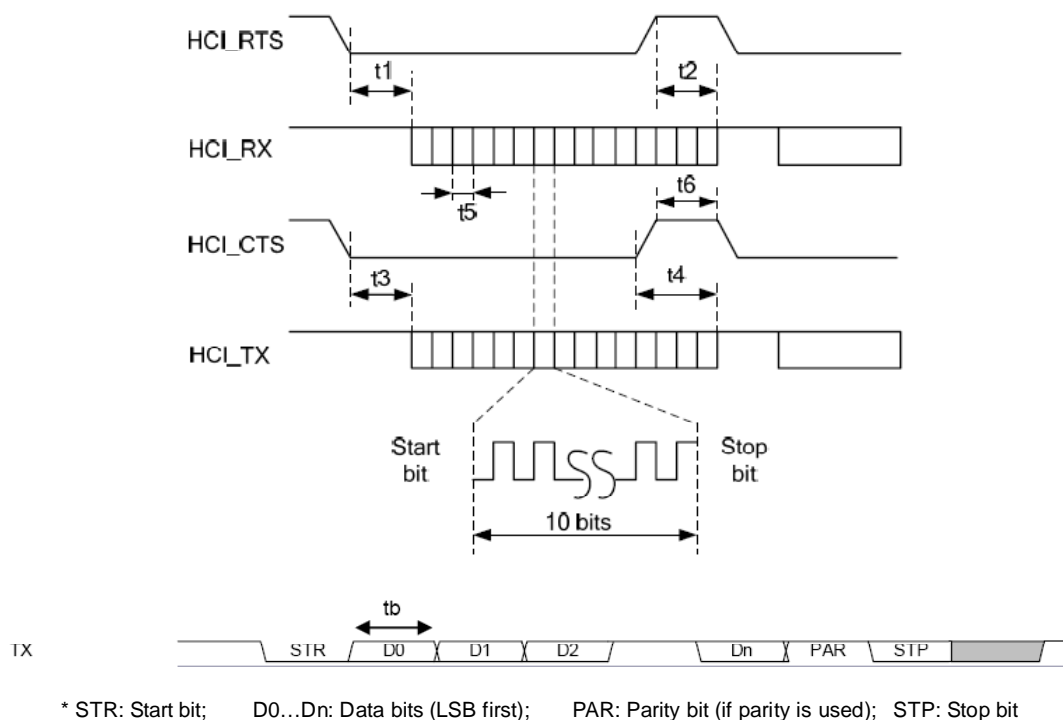 HCI_RTS
t1
t2
HCI_RX
t5
t6
HCI_CTS
t3
t4
HCI_TX
Start bit
Stop bit
10 bits
tb
TX
STR D0 D1 D2 Dn PAR STP
* STR: Start bit; D0…Dn: Data bits (LSB first); PAR: Parity bit (if parity is used); STP: Stop bit